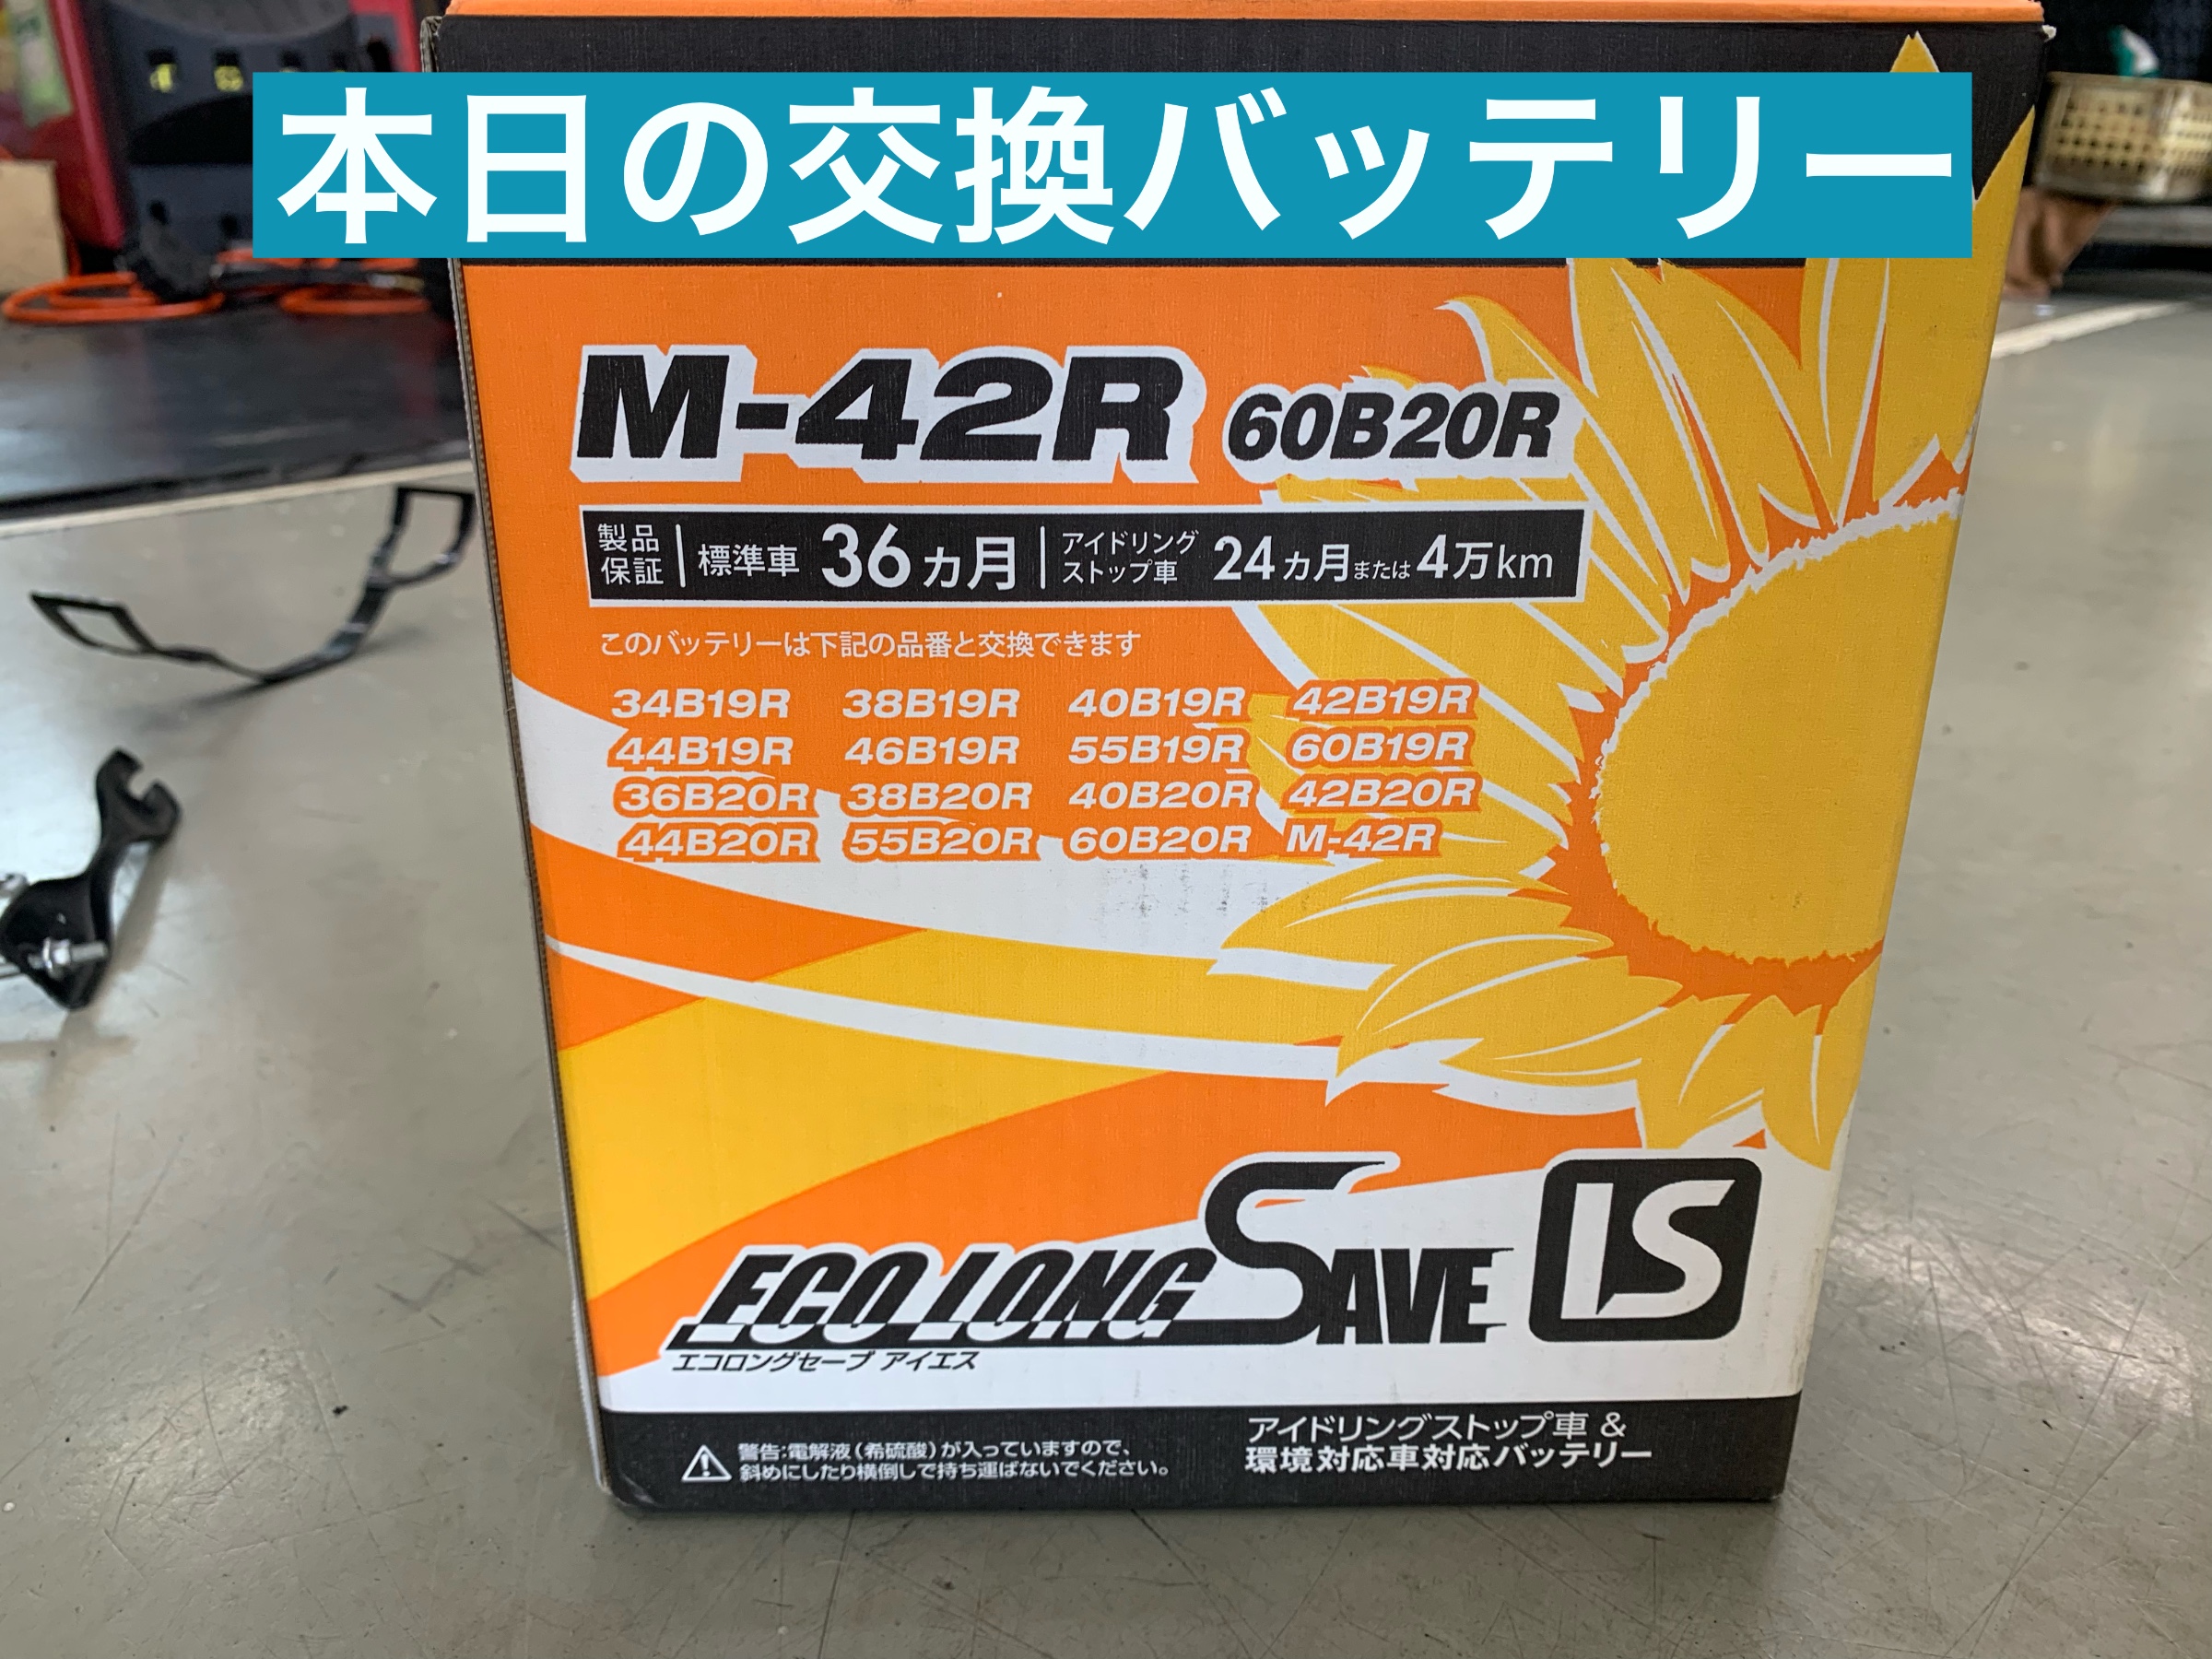 本日の交換バッテリー
M-42R 60B20R
製品保証 標準車 36ヵ月 アイドリングストップ車 24ヵ月または4万km
このバッテリーは下記の品番と交換できます
34B19R 38B19R 40B19R 42B19R
44B19R 46B19R 55B19R 60B19R
36B20R 38B20R 40B20R 42B20R
44B20R 55B20R 60B20R M-42R
ECO LONG SAVE IS
エコロングセーブ アイエス
警告:電解液(希硫酸)が入っていますので、
斜めにしたり横倒しで持ち運ばないでください。
アイドリングストップ車 &
環境対応車対応バッテリー